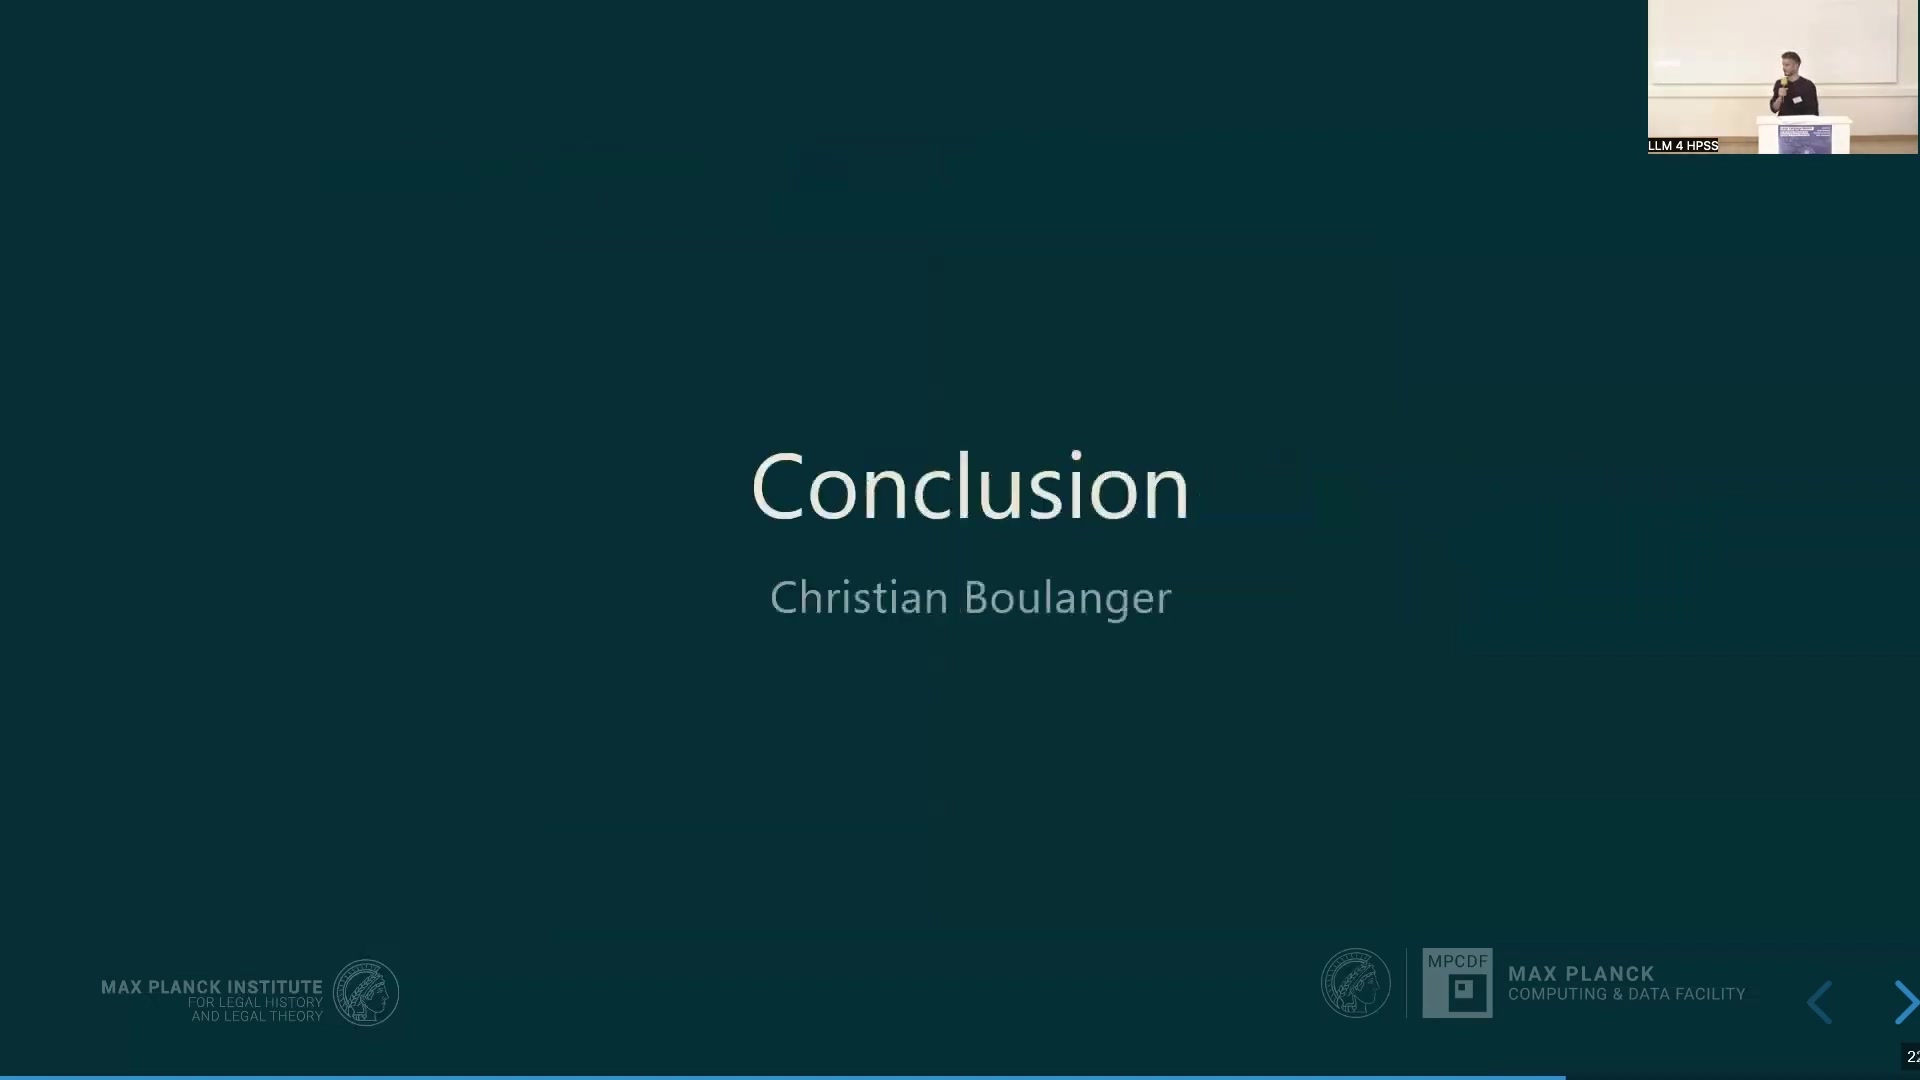 LLM 4 HPSS
Conclusion
Christian Boulanger
MAX PLANCK INSTITUTE
FOR LEGAL HISTORY
AND LEGAL THEORY
MPCDF
MAX PLANCK
COMPUTING & DATA FACILITY
22